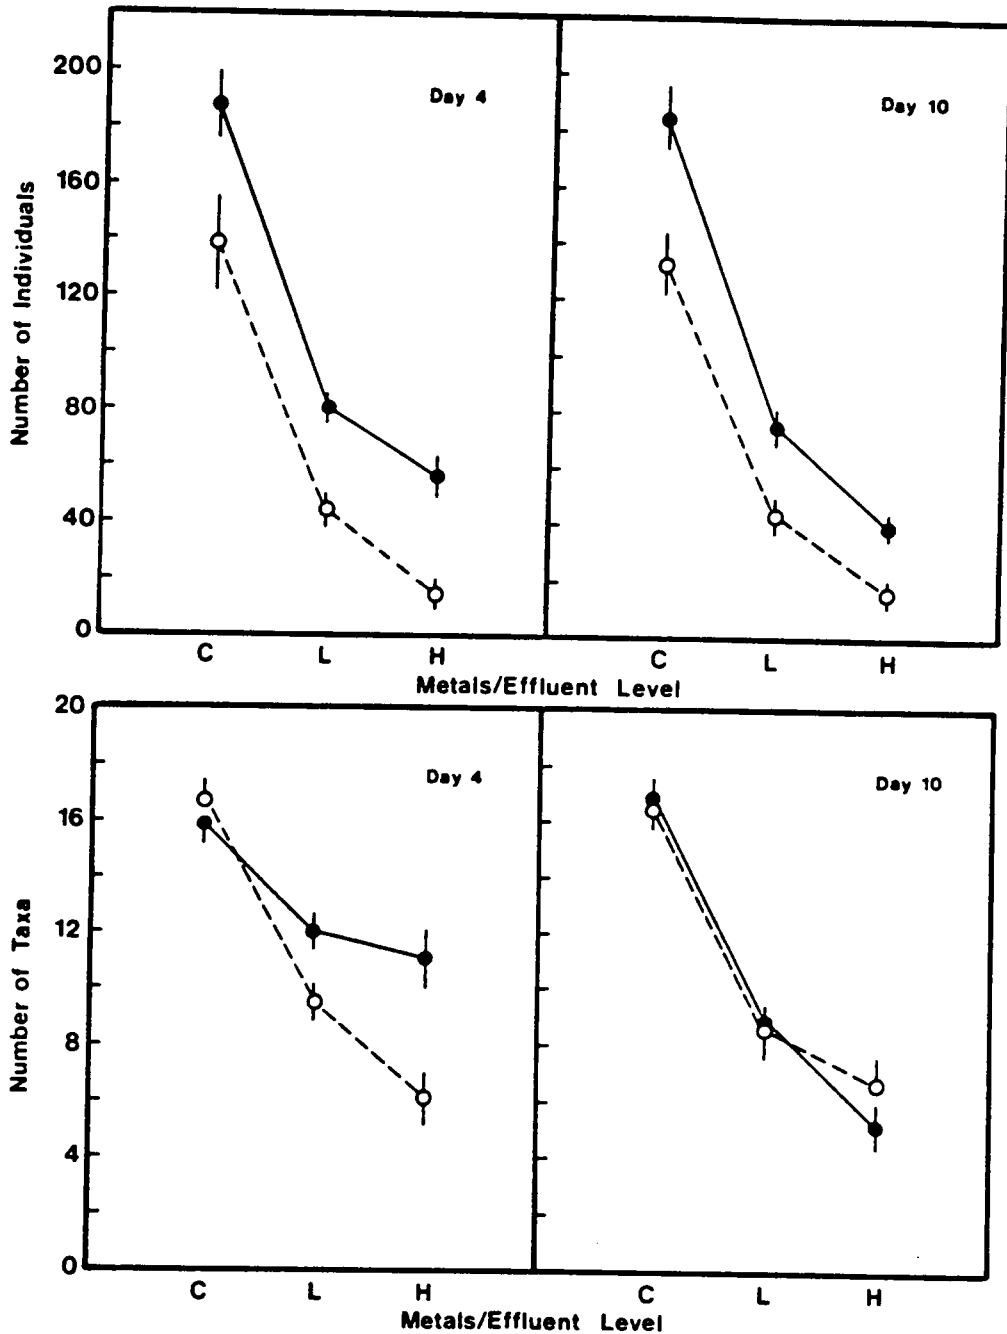 Number of Individuals
200
160
120
80
40
0
Day 4
Day 10
C L H C L H
Metals/Effluent Level
Number of Taxa
20
16
12
8
4
0
Day 4
Day 10
C L H C L H
Metals/Effluent Level